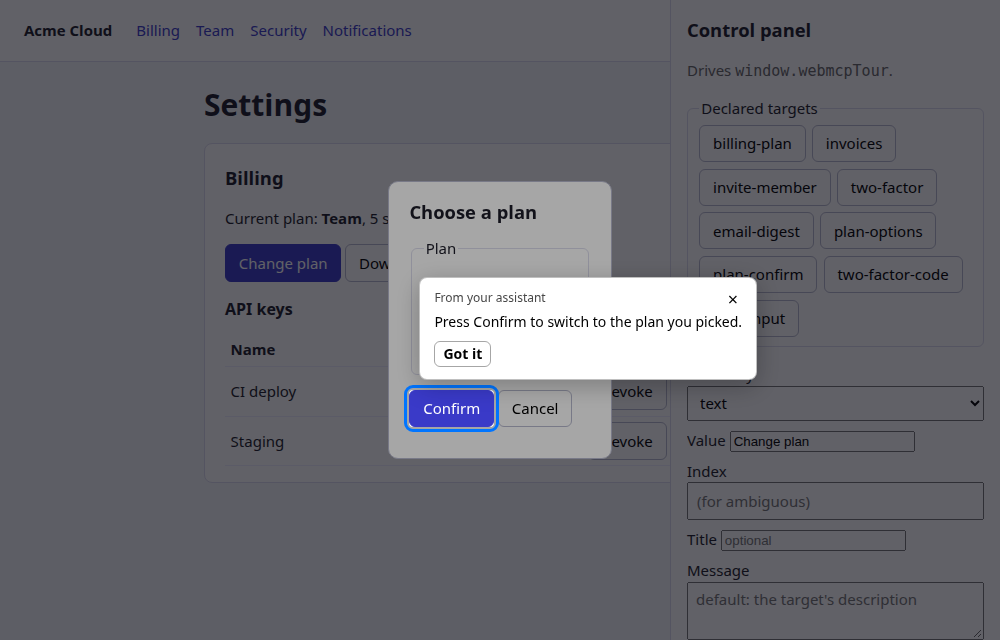 Acme Cloud Billing Team Security Notifications
Settings
Billing
Current plan: Team, 5 s
Change plan Dow
API keys
Name
CI deploy evoke
Staging evoke
Choose a plan
Plan
From your assistant ×
Press Confirm to switch to the plan you picked.
Got it
Confirm Cancel
Control panel
Drives window.webmcpTour.
Declared targets
billing-plan invoices
invite-member two-factor
email-digest plan-options
plan-confirm two-factor-code
nput
text
Value Change plan
Index
(for ambiguous)
Title optional
Message
default: the target's description